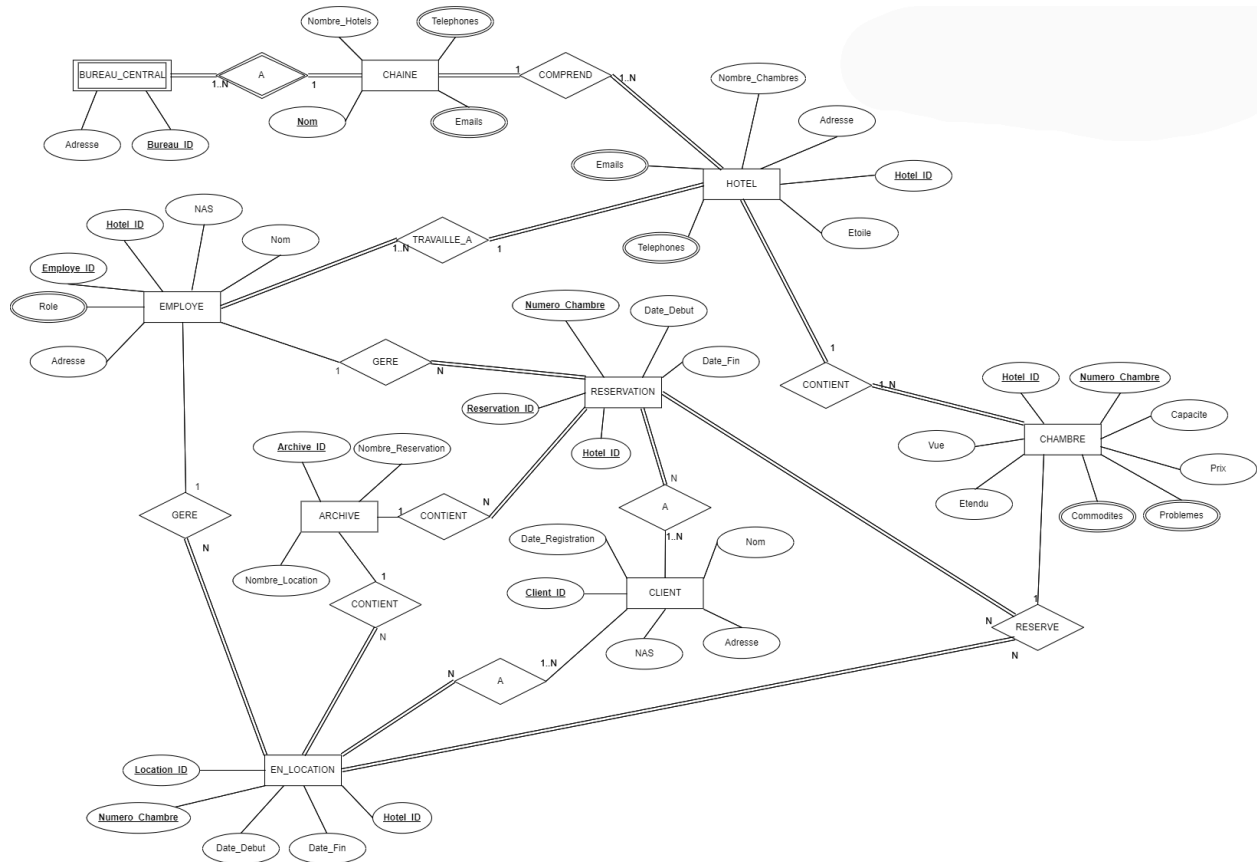 Nombre_Hotels
Telephones
BUREAU_CENTRAL
A
CHAINE
COMPREND
1..N
1
1
1..N
Nombre_Chambres
Nom
Emails
Adresse
Bureau_ID
Adresse
Emails
Hotel_ID
HOTEL
NAS
Hotel_ID
Nom
TRAVAILLE_A
1..N
1
Telephones
Etoile
Employe_ID
Role
EMPLOYE
Numero_Chambre
Date_Debut
Adresse
GERE
1
N
Date_Fin
1
RESERVATION
CONTIENT
1..N
Hotel_ID
Numero_Chambre
Reservation_ID
Capacite
Archive_ID
Nombre_Reservation
Hotel_ID
CHAMBRE
Vue
Prix
1
Etendu
Commodites
Problemes
N
N
ARCHIVE
1
CONTIENT
A
GERE
N
Date_Registration
1..N
Nom
Nombre_Location
1
CONTIENT
N
Client_ID
CLIENT
1
N
RESERVE
N
NAS
Adresse
1..N
N
A
Location_ID
EN_LOCATION
Numero_Chambre
Hotel_ID
Date_Debut
Date_Fin